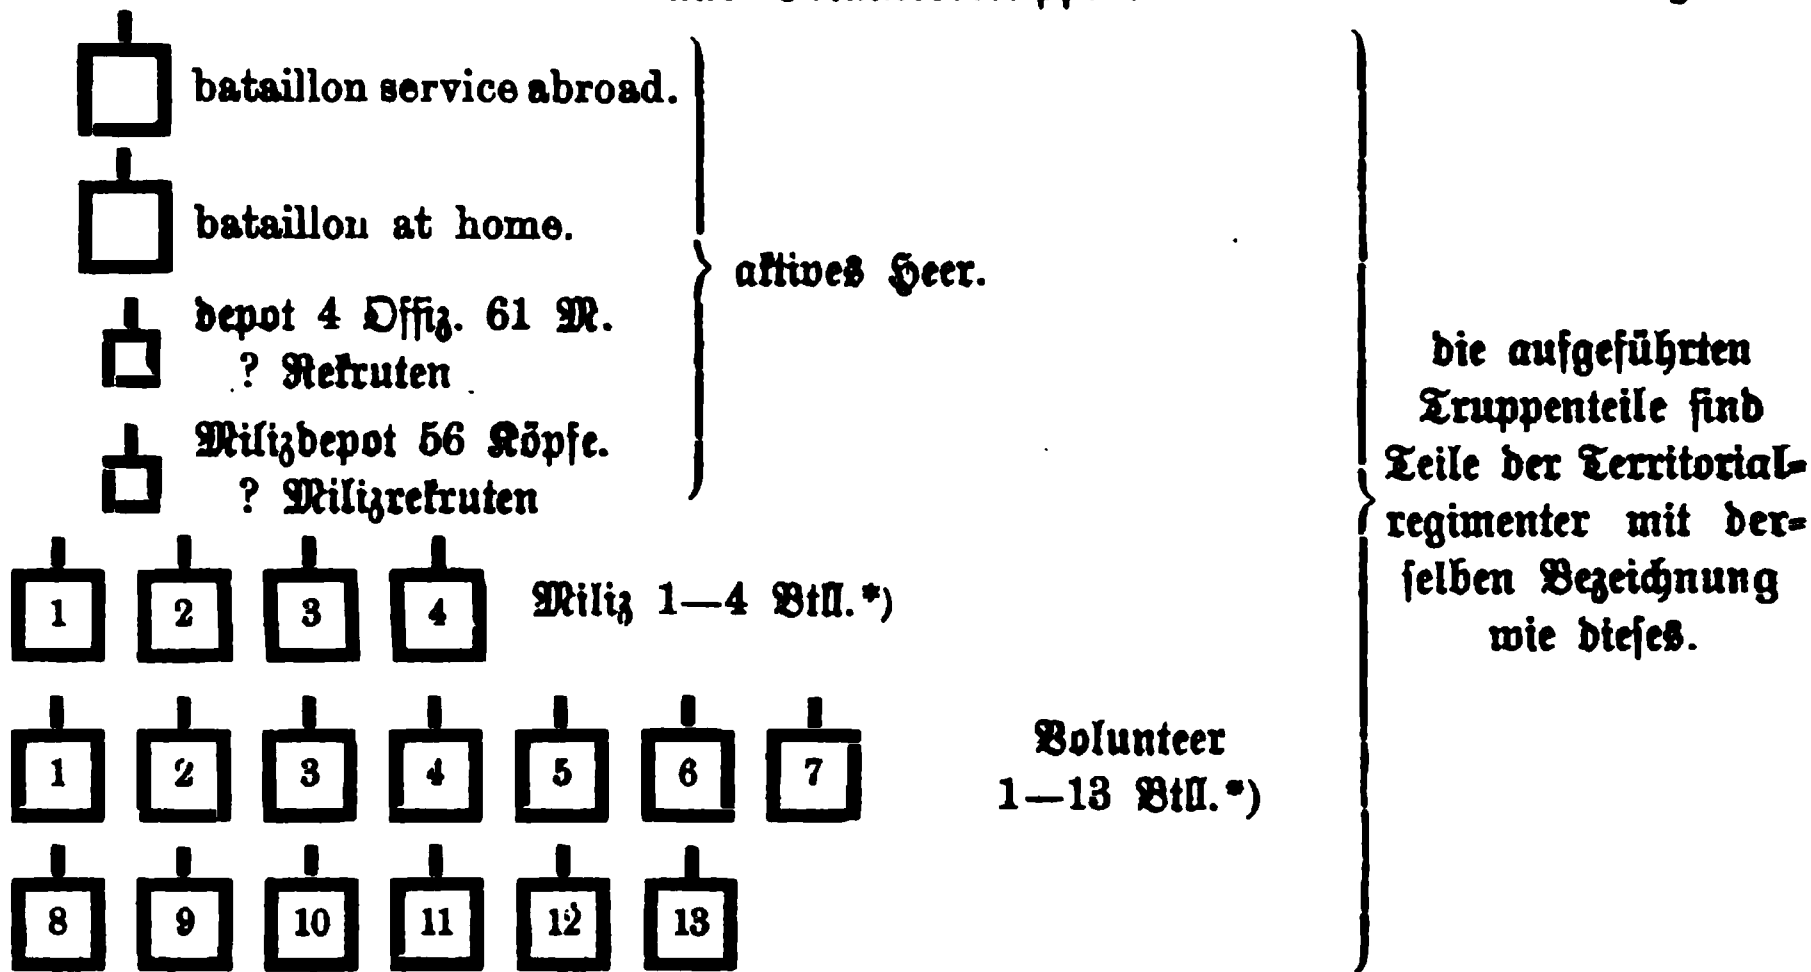 bataillon service abroad.
bataillon at home.
depot 4 Offiz. 61 M.
? Rekruten
Milizdepot 56 Köpfe.
? Milizrekruten
aktives Heer.
1 2 3 4 Miliz 1—4 Btll.*)
1 2 3 4 5 6 7
8 9 10 11 12 13
Volunteer
1—13 Btll.*)
die aufgeführten
Truppenteile sind
Teile der Territorial-
regimenter mit der-
selben Bezeichnung
wie dieses.